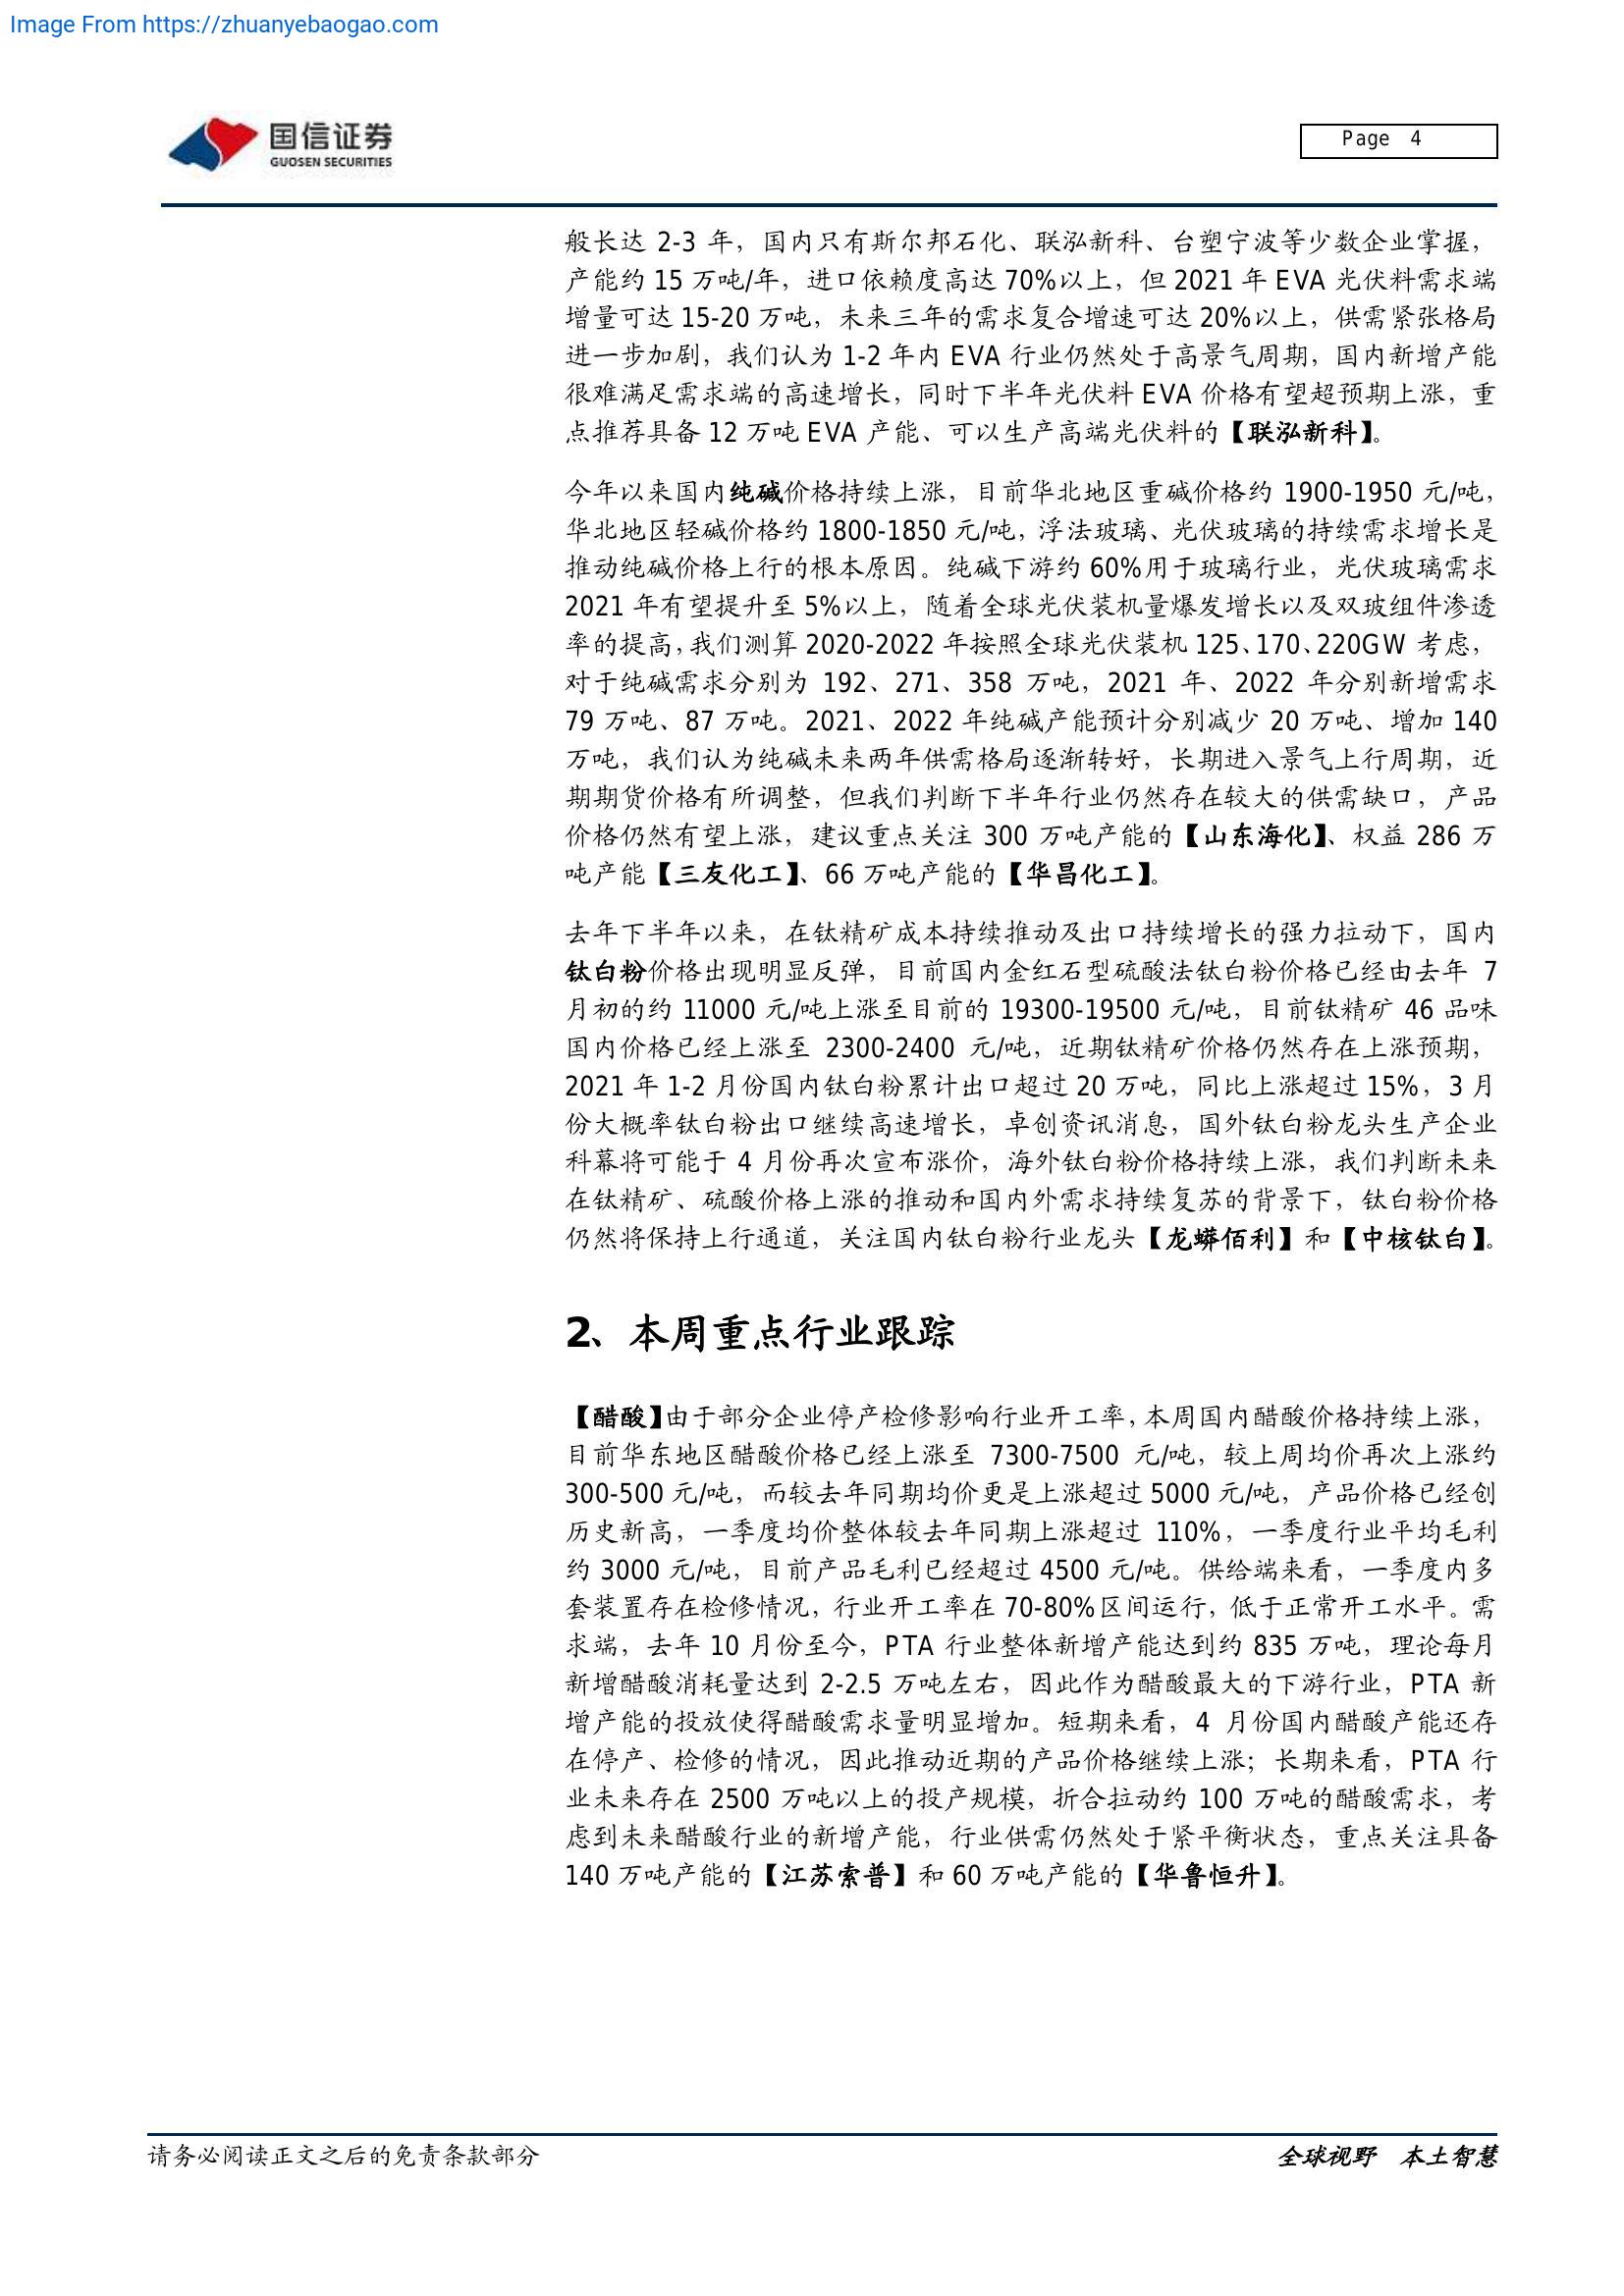 Image From https://zhuanyebaogao.com
国信证券
GUOSEN SECURITIES
Page 4
般长达 2-3 年，国内只有斯尔邦石化、联泓新科、台塑宁波等少数企业掌握，
产能约 15 万吨/年，进口依赖度高达 70%以上，但 2021 年 EVA 光伏料需求端
增量可达 15-20 万吨，未来三年的需求复合增速可达 20%以上，供需紧张格局
进一步加剧，我们认为 1-2 年内 EVA 行业仍然处于高景气周期，国内新增产能
很难满足需求端的高速增长，同时下半年光伏料 EVA 价格有望超预期上涨，重
点推荐具备 12 万吨 EVA 产能、可以生产高端光伏料的【联泓新科】。
今年以来国内纯碱价格持续上涨，目前华北地区重碱价格约 1900-1950 元/吨，
华北地区轻碱价格约 1800-1850 元/吨，浮法玻璃、光伏玻璃的持续需求增长是
推动纯碱价格上行的根本原因。纯碱下游约 60%用于玻璃行业，光伏玻璃需求
2021 年有望提升至 5%以上，随着全球光伏装机量爆发增长以及双玻组件渗透
率的提高，我们测算 2020-2022 年按照全球光伏装机 125、170、220GW 考虑，
对于纯碱需求分别为 192、271、358 万吨，2021 年、2022 年分别新增需求
79 万吨、87 万吨。2021、2022 年纯碱产能预计分别减少 20 万吨、增加 140
万吨，我们认为纯碱未来两年供需格局逐渐转好，长期进入景气上行周期，近
期期货价格有所调整，但我们判断下半年行业仍然存在较大的供需缺口，产品
价格仍然有望上涨，建议重点关注 300 万吨产能的【山东海化】、权益 286 万
吨产能【三友化工】、66 万吨产能的【华昌化工】。
去年下半年以来，在钛精矿成本持续推动及出口持续增长的强力拉动下，国内
钛白粉价格出现明显反弹，目前国内金红石型硫酸法钛白粉价格已经由去年 7
月初的约 11000 元/吨上涨至目前的 19300-19500 元/吨，目前钛精矿 46 品味
国内价格已经上涨至 2300-2400 元/吨，近期钛精矿价格仍然存在上涨预期，
2021 年 1-2 月份国内钛白粉累计出口超过 20 万吨，同比上涨超过 15%，3 月
份大概率钛白粉出口继续高速增长，卓创资讯消息，国外钛白粉龙头生产企业
科慕将可能于 4 月份再次宣布涨价，海外钛白粉价格持续上涨，我们判断未来
在钛精矿、硫酸价格上涨的推动和国内外需求持续复苏的背景下，钛白粉价格
仍然将保持上行通道，关注国内钛白粉行业龙头【龙蟒佰利】和【中核钛白】。
2、本周重点行业跟踪
【醋酸】由于部分企业停产检修影响行业开工率，本周国内醋酸价格持续上涨，
目前华东地区醋酸价格已经上涨至 7300-7500 元/吨，较上周均价再次上涨约
300-500 元/吨，而较去年同期均价更是上涨超过 5000 元/吨，产品价格已经创
历史新高，一季度均价整体较去年同期上涨超过 110%，一季度行业平均毛利
约 3000 元/吨，目前产品毛利已经超过 4500 元/吨。供给端来看，一季度内多
套装置存在检修情况，行业开工率在 70-80%区间运行，低于正常开工水平。需
求端，去年 10 月份至今，PTA 行业整体新增产能达到约 835 万吨，理论每月
新增醋酸消耗量达到 2-2.5 万吨左右，因此作为醋酸最大的下游行业，PTA 新
增产能的投放使得醋酸需求量明显增加。短期来看，4 月份国内醋酸产能还存
在停产、检修的情况，因此推动近期的产品价格继续上涨；长期来看，PTA 行
业未来存在 2500 万吨以上的投产规模，折合拉动约 100 万吨的醋酸需求，考
虑到未来醋酸行业的新增产能，行业供需仍然处于紧平衡状态，重点关注具备
140 万吨产能的【江苏索普】和 60 万吨产能的【华鲁恒升】。
请务必阅读正文之后的免责条款部分
全球视野 本土智慧